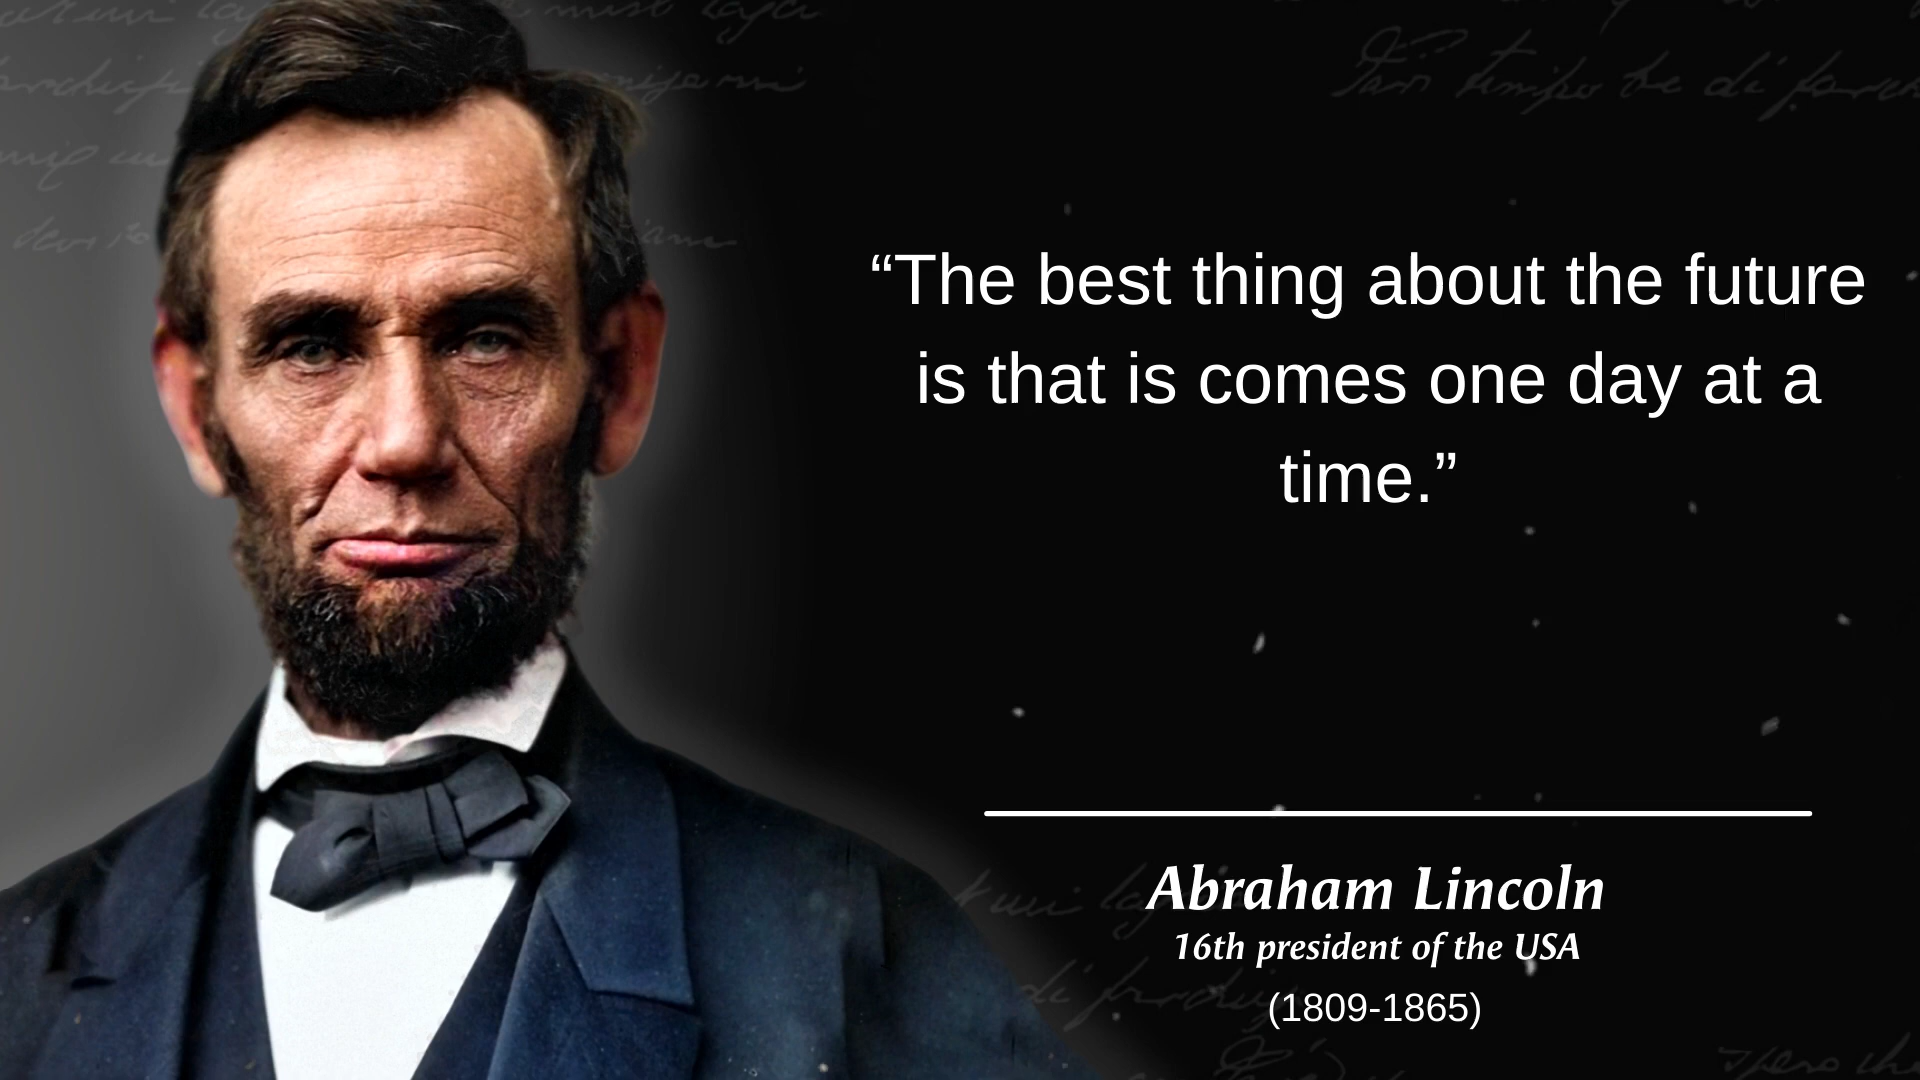 “The best thing about the future
is that is comes one day at a
time.”
Abraham Lincoln
16th president of the USA
(1809-1865)